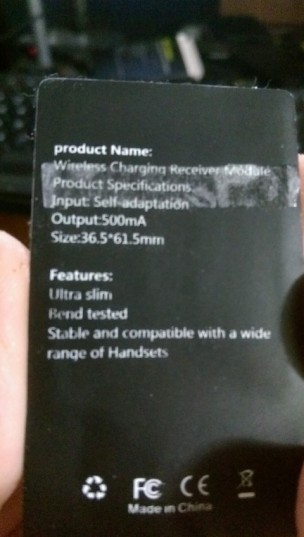 product Name:
Wireless Charging Receiver Module
Product Specifications
Input: Self-adaptation
Output:500mA
Size:36.5*61.5mm
Features:
Ultra slim
Bend tested
Stable and compatible with a wide
range of Handsets
FC CE
Made in China